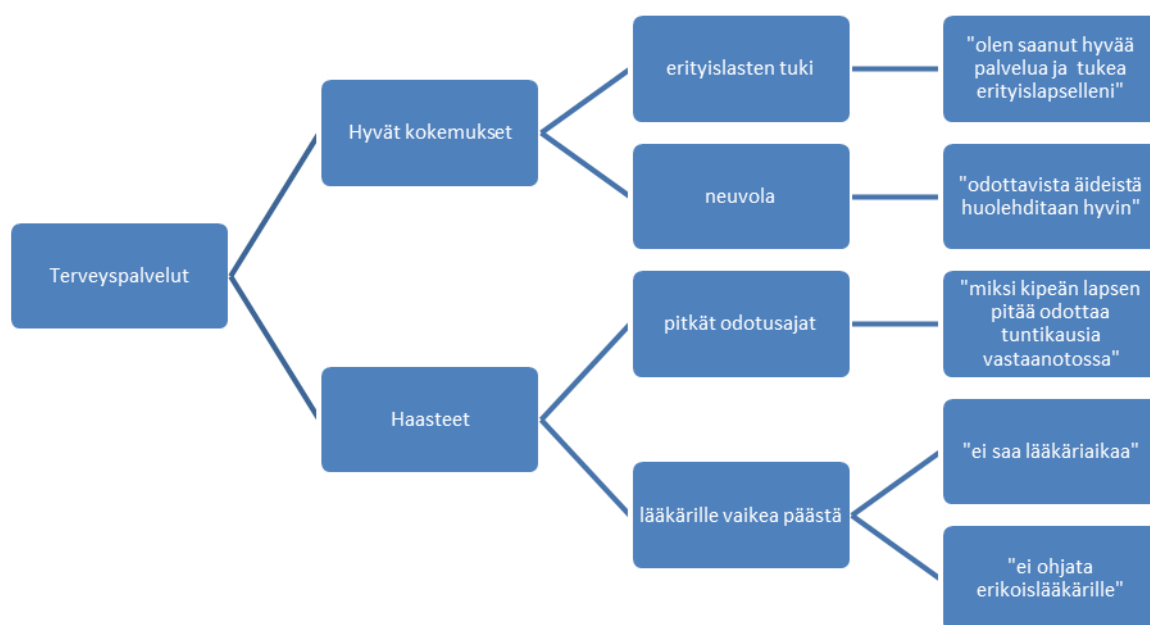 Terveyspalvelut
Hyvät kokemukset
erityislasten tuki
"olen saanut hyvää
palvelua ja  tukea
erityislapselleni"
neuvola
"odottavista äideistä
huolehditaan hyvin"
Haasteet
pitkät odotusajat
"miksi kipeän lapsen
pitää odottaa
tuntikausia
vastaanotossa"
lääkärille vaikea päästä
"ei saa lääkäriaikaa"
"ei ohjata
erikoislääkärille"